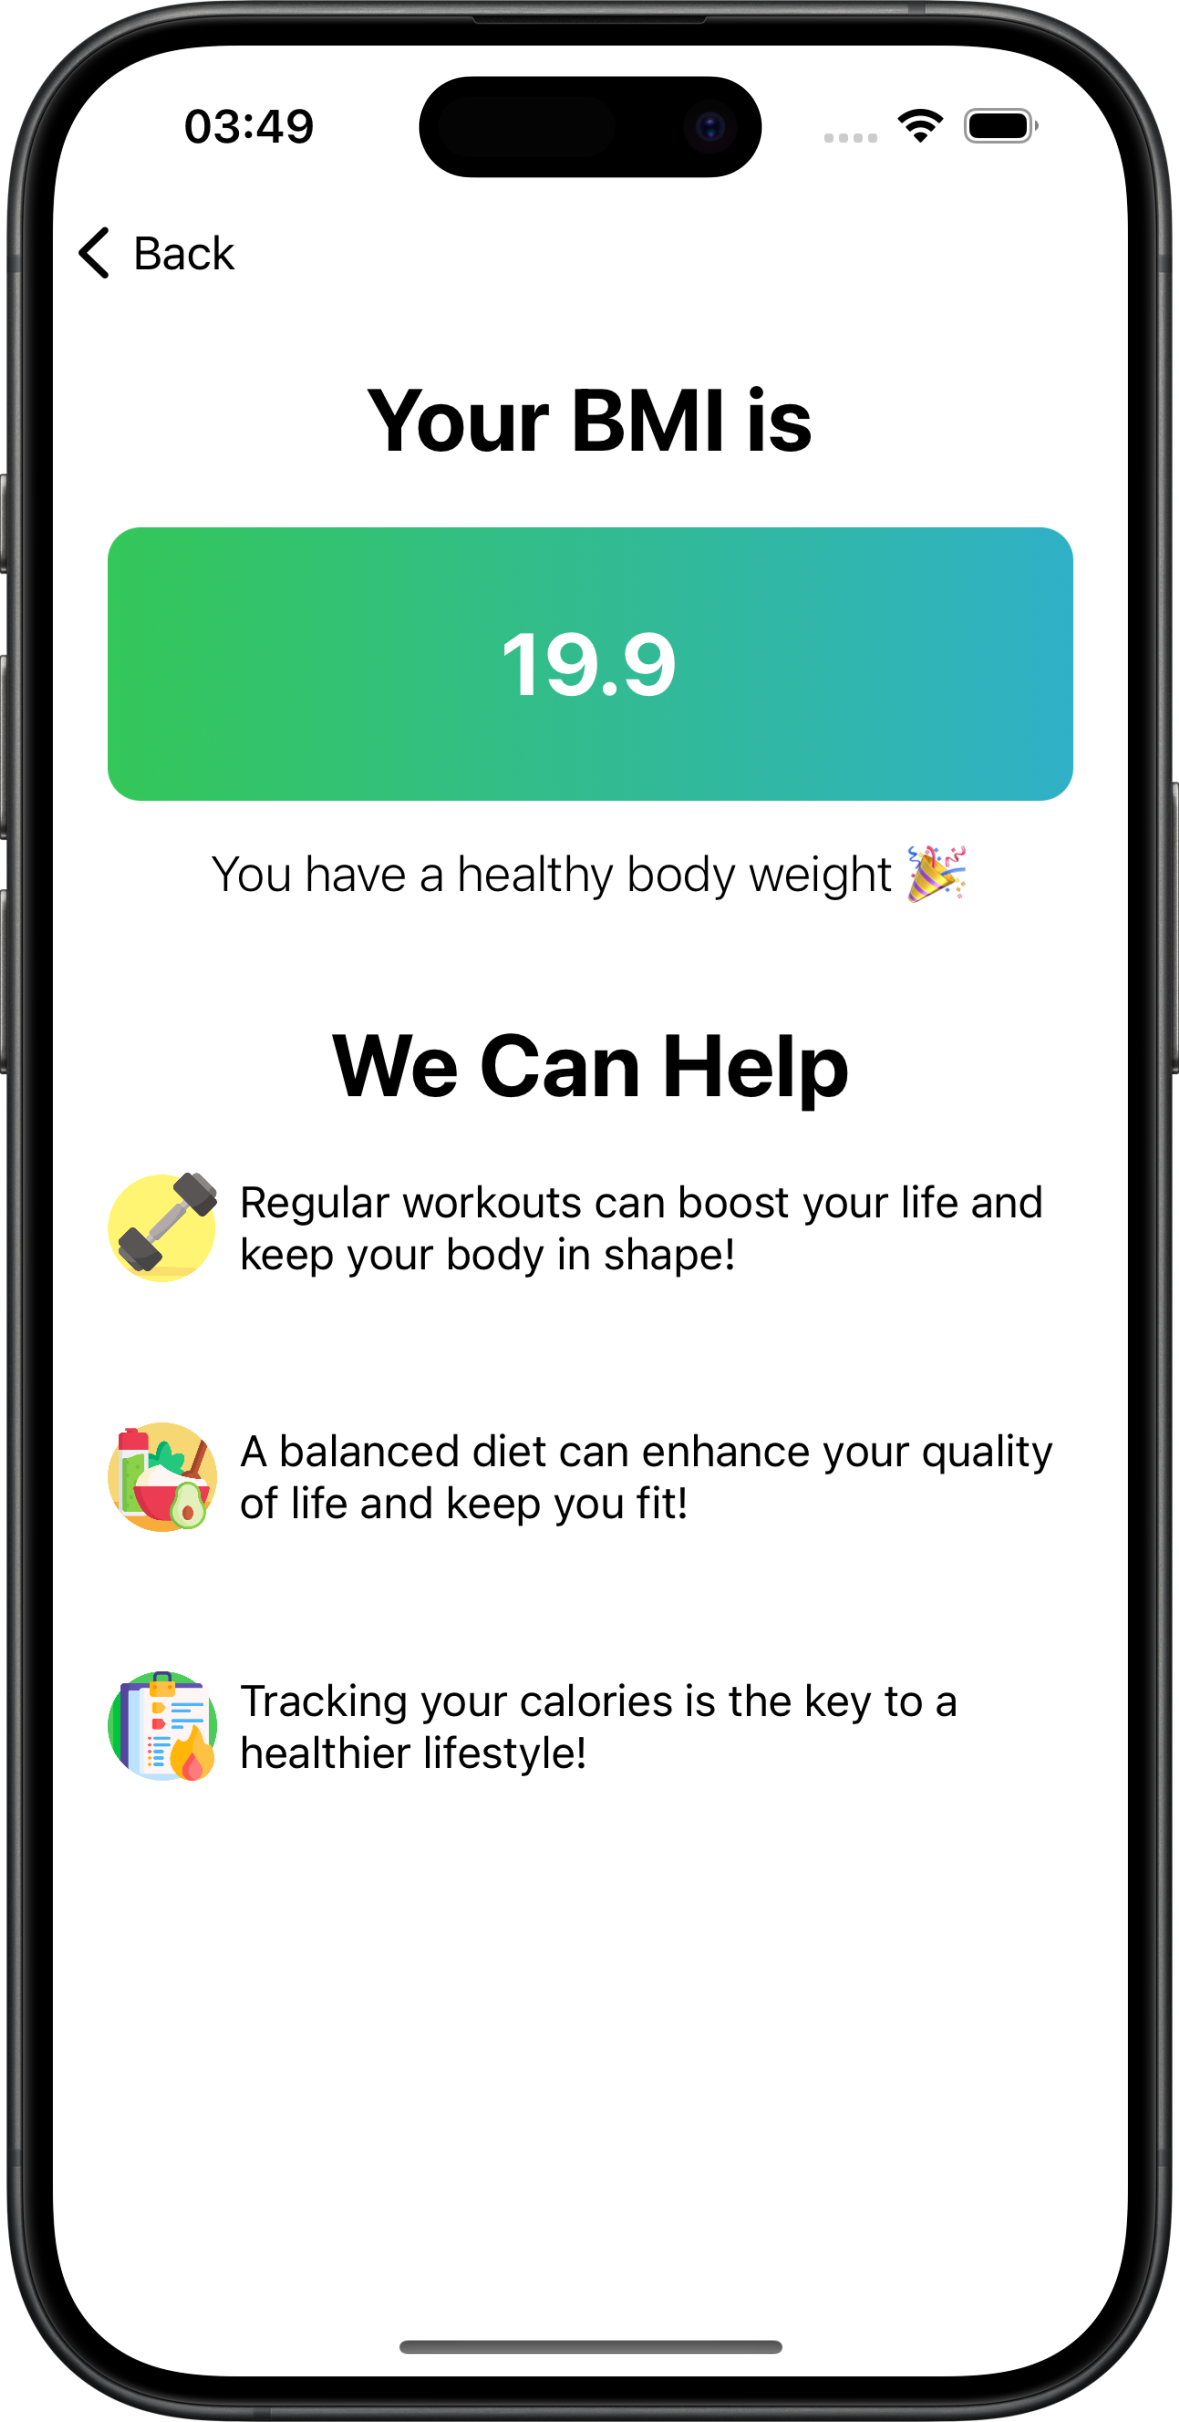 03:49
Back
Your BMI is
19.9
You have a healthy body weight 🎉
We Can Help
Regular workouts can boost your life and
keep your body in shape!
A balanced diet can enhance your quality
of life and keep you fit!
Tracking your calories is the key to a
healthier lifestyle!